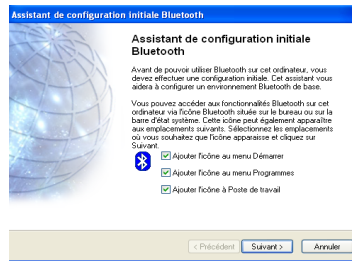 Assistant de configuration initiale Bluetooth
Assistant de configuration initiale
Bluetooth
Avant de pouvoir utiliser Bluetooth sur cet ordinateur, vous
devez effectuer une configuration initiale. Cet assistant vous
aidera à configurer un environnement Bluetooth de base.
Vous pouvez accéder aux fonctionnalités Bluetooth sur cet
ordinateur via l'icône Bluetooth située sur le bureau ou sur la
barre d'état système. Cette icône peut également apparaître
aux emplacements suivants. Sélectionnez les emplacements
où vous souhaitez que l'icône apparaisse et cliquez sur
Suivant.
Ajouter l'icône au menu Démarrer
Ajouter l'icône au menu Programmes
Ajouter l'icône à Poste de travail
< Précédent
Suivant >
Annuler